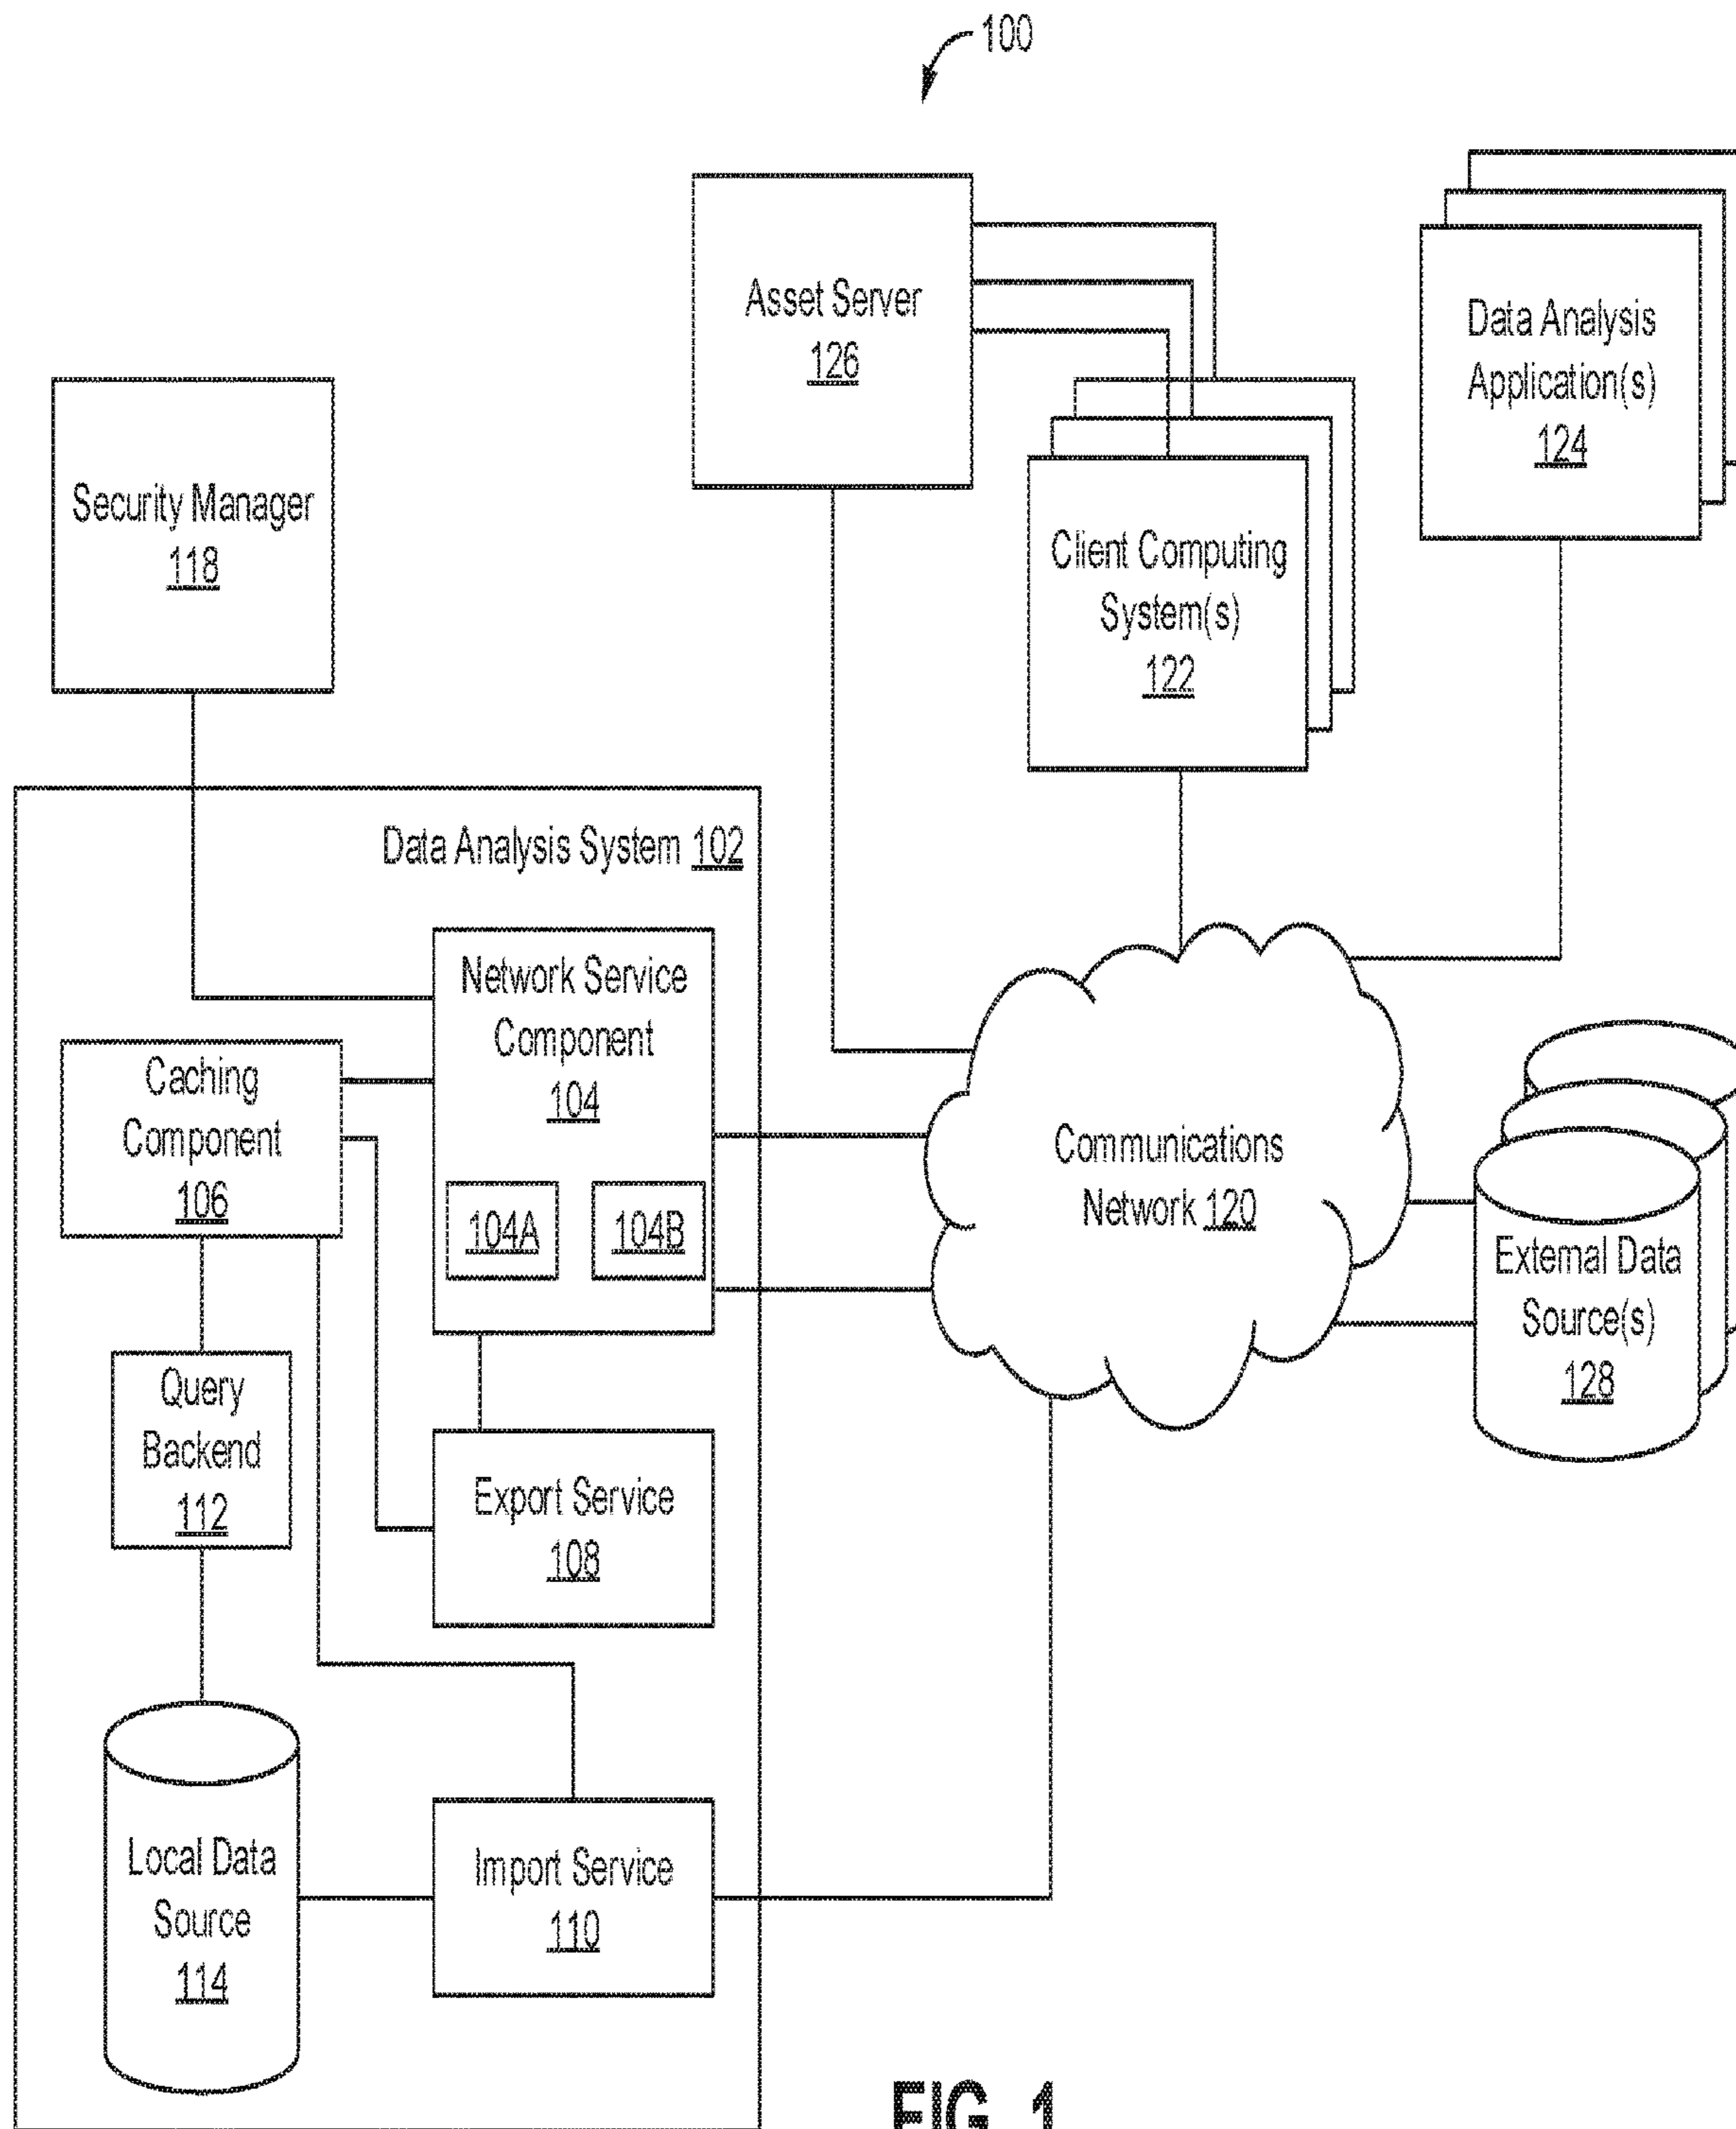 100
Asset Server
126
Data Analysis
Application(s)
124
Security Manager
118
Client Computing
System(s)
122
Data Analysis System 102
Network Service
Component
104
104A
104B
Caching
Component
106
Communications
Network 120
External Data
Source(s)
128
Query
Backend
112
Export Service
108
Local Data
Source
114
Import Service
110
FIG. 1